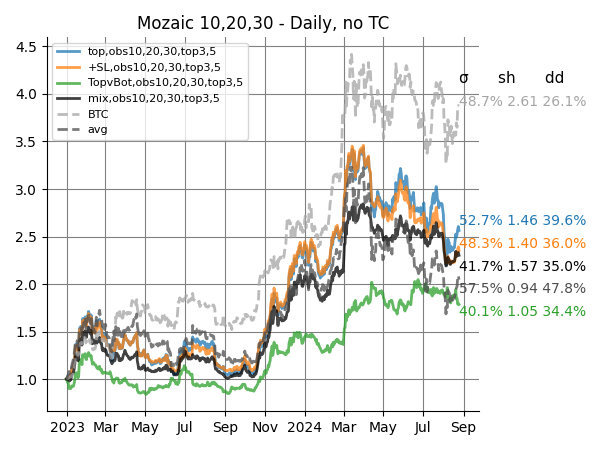 Mozaic 10,20,30 - Daily, no TC
4.5
4.0
3.5
3.0
2.5
2.0
1.5
1.0
top,obs10,20,30,top3,5
+SL,obs10,20,30,top3,5
TopvBot,obs10,20,30,top3,5
mix,obs10,20,30,top3,5
BTC
avg
σ sh dd
48.7% 2.61 26.1%
52.7% 1.46 39.6%
48.3% 1.40 36.0%
41.7% 1.57 35.0%
57.5% 0.94 47.8%
40.1% 1.05 34.4%
2023 Mar May Jul Sep Nov 2024 Mar May Jul Sep